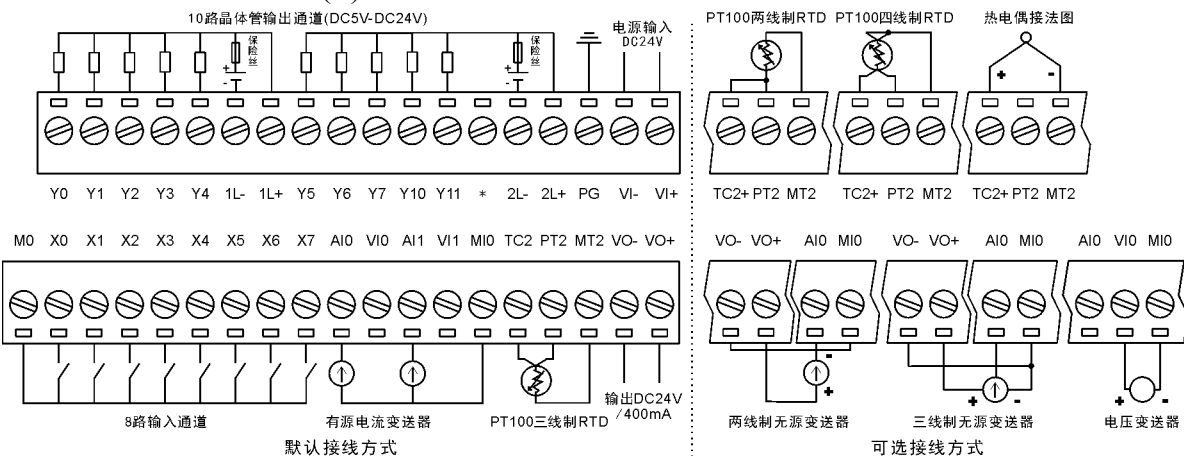 10路晶体管输出通道(DC5V-DC24V)
保险丝
保险丝
电源输入
DC24V
PT100两线制RTD
PT100四线制RTD
热电偶接法图
+
-
+
-
+
-
Y0 Y1 Y2 Y3 Y4 1L- 1L+ Y5 Y6 Y7 Y10 Y11 * 2L- 2L+ PG VI- VI+
TC2+ PT2 MT2
TC2+ PT2 MT2
TC2+ PT2 MT2
M0 X0 X1 X2 X3 X4 X5 X6 X7 AI0 VI0 AI1 VI1 MI0 TC2 PT2 MT2 VO- VO+
VO- VO+ AI0 MI0
VO- VO+ AI0 MI0
AI0 VI0 MI0
-
+
+ -
+ -
8路输入通道
有源电流变送器
PT100三线制RTD
输出DC24V
/400mA
两线制无源变送器
三线制无源变送器
电压变送器
默认接线方式
可选接线方式